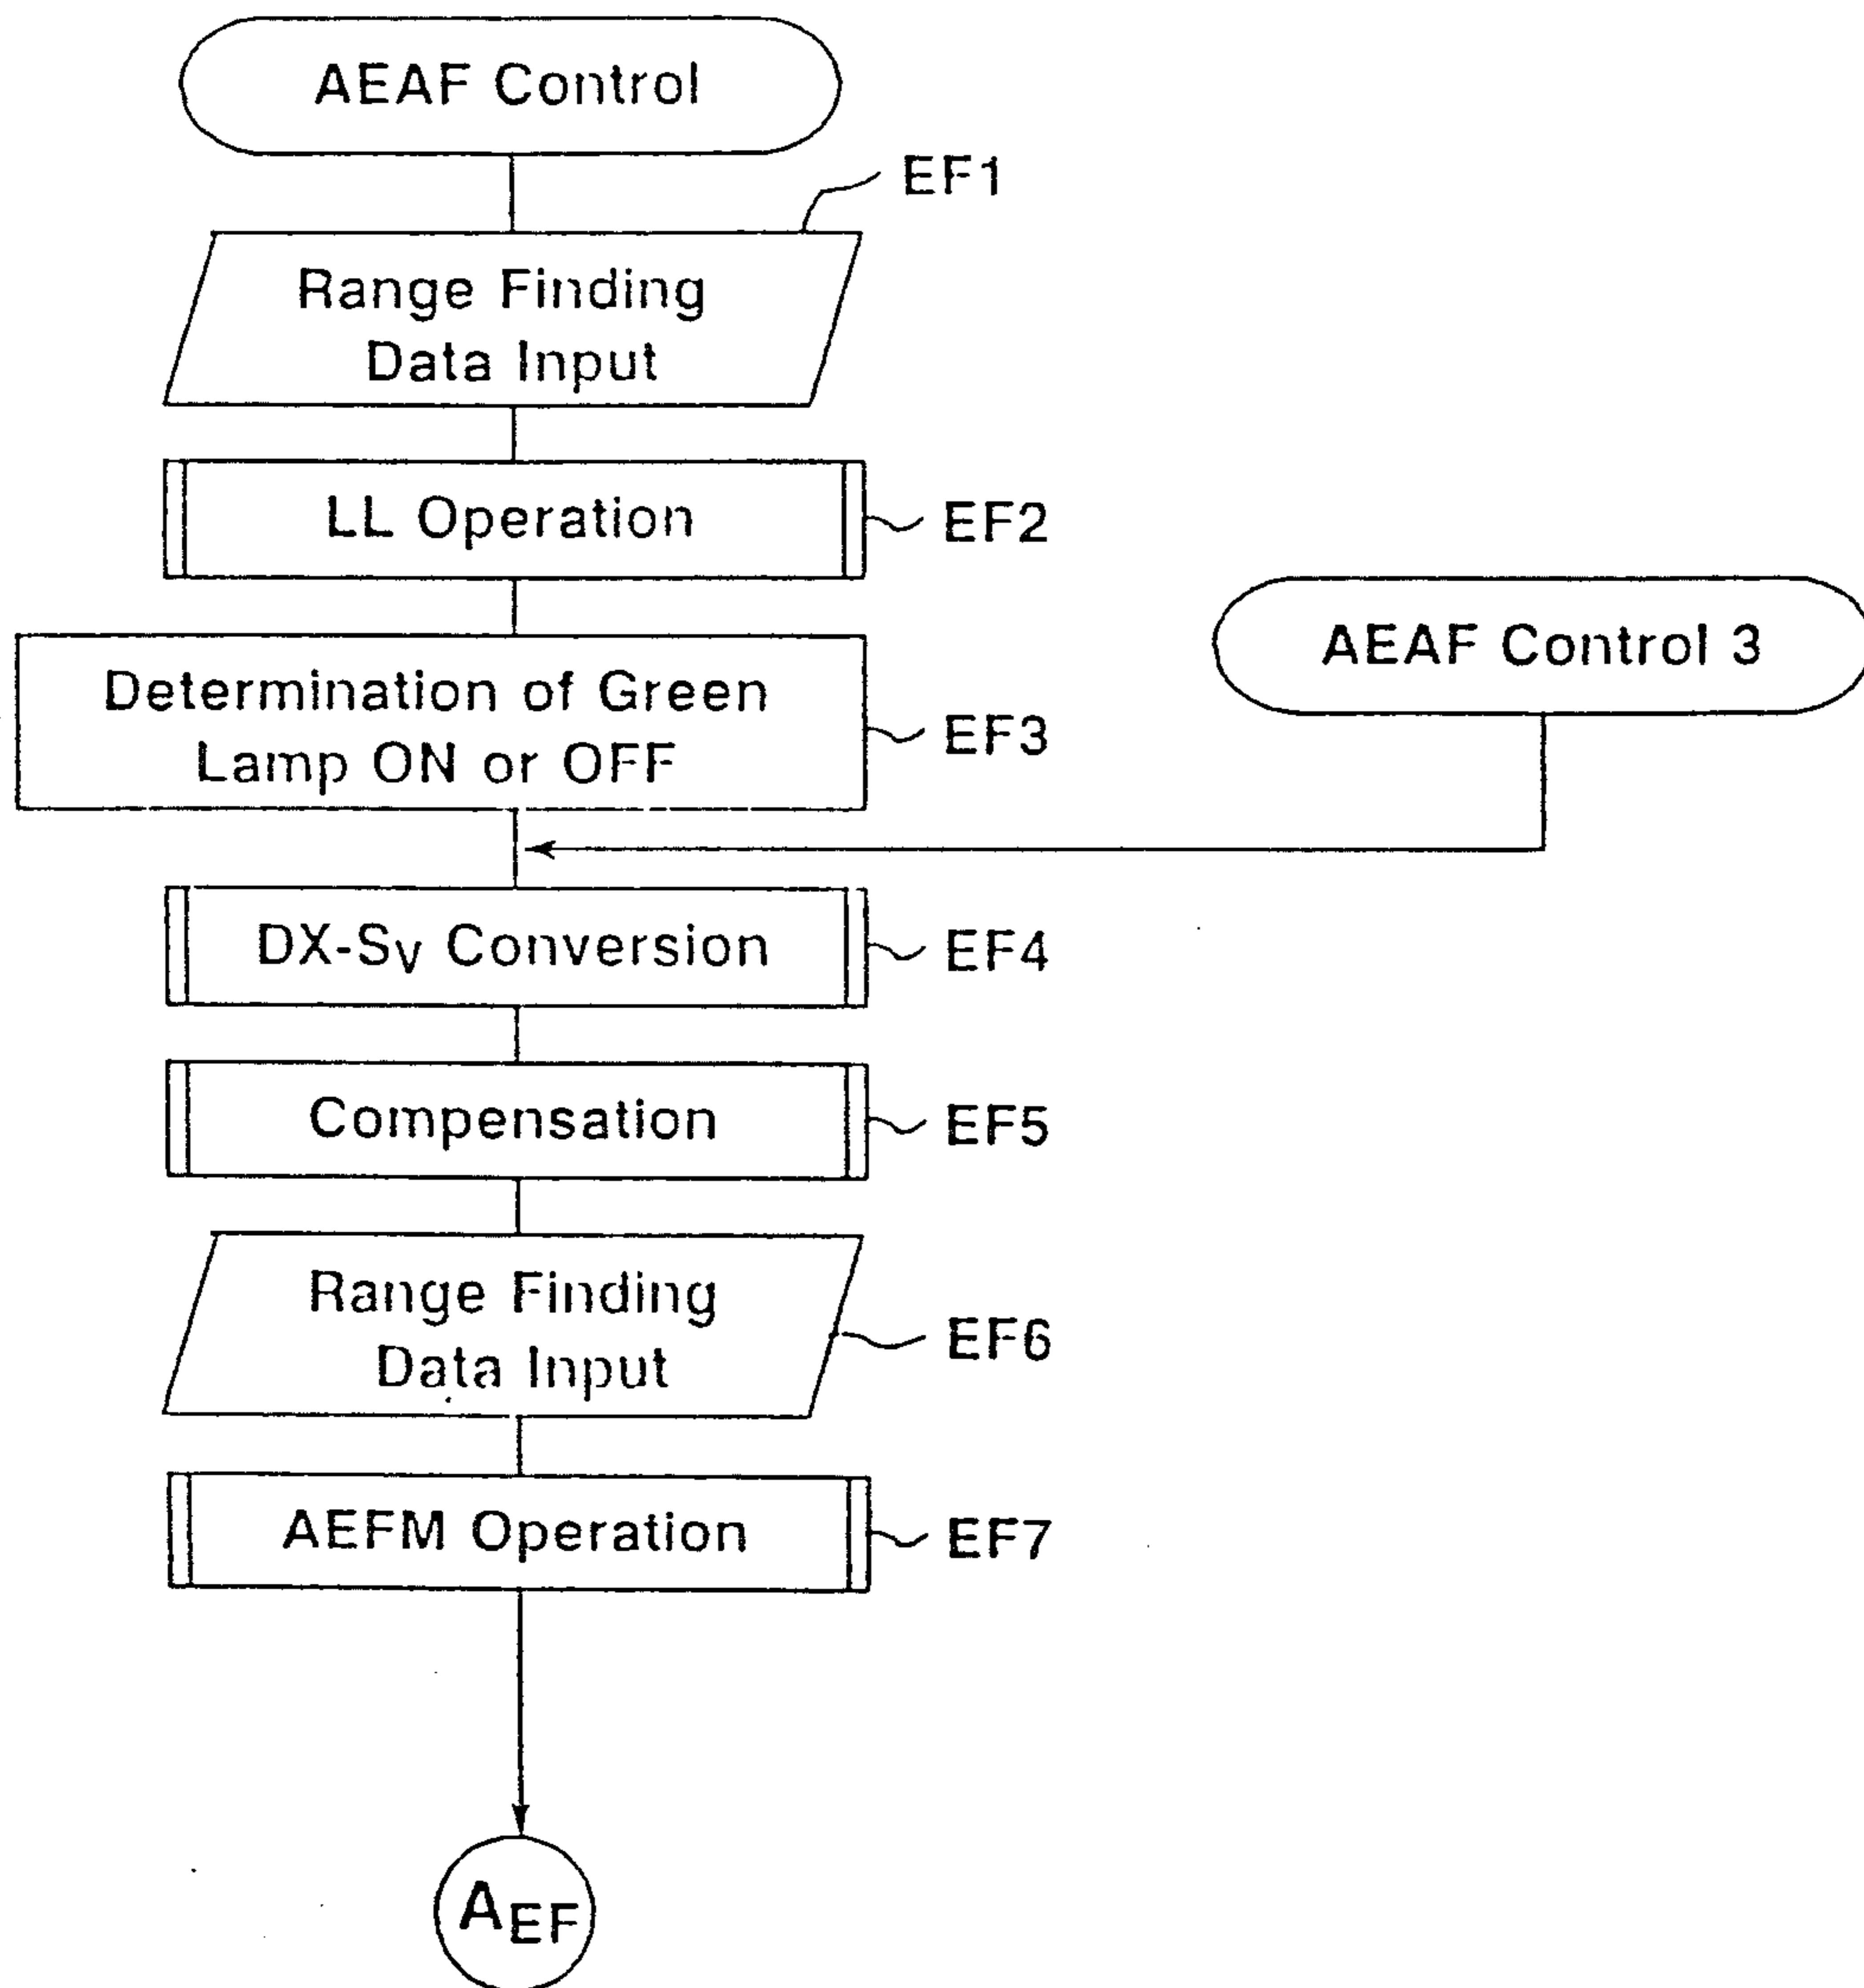 AEAF Control
EF1
Range Finding
Data Input
LL Operation
EF2
Determination of Green
Lamp ON or OFF
EF3
AEAF Control 3
DX-Sv Conversion
EF4
Compensation
EF5
Range Finding
Data Input
EF6
AEFM Operation
EF7
AEF